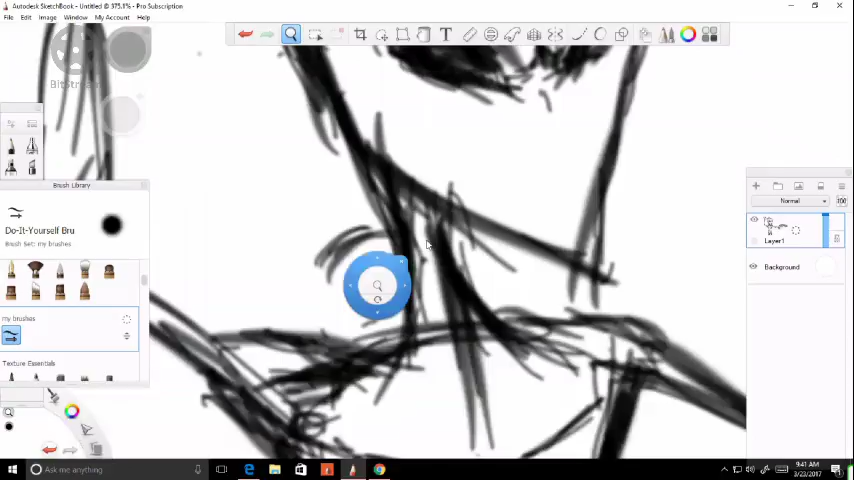 Autodesk SketchBook - Untitled @ 375.1% - Pro Subscription
File Edit Image Window My Account Help
T
BitStream
Brush Library
Do-It-Yourself Bru
Brush Set: my brushes
my brushes
Texture Essentials
Normal
100
Layer1
Background
Ask me anything
9:41 AM
3/23/2017